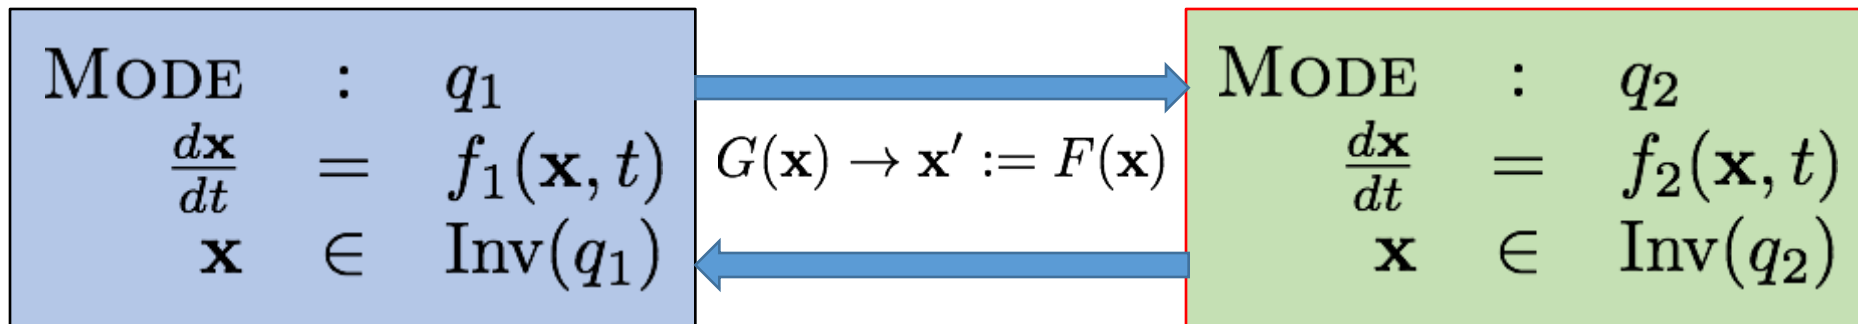 MODE : q₁
d𝐱/dt = f₁(𝐱, t)
𝐱 ∈ Inv(q₁)
G(𝐱) → 𝐱′ := F(𝐱)
MODE : q₂
d𝐱/dt = f₂(𝐱, t)
𝐱 ∈ Inv(q₂)